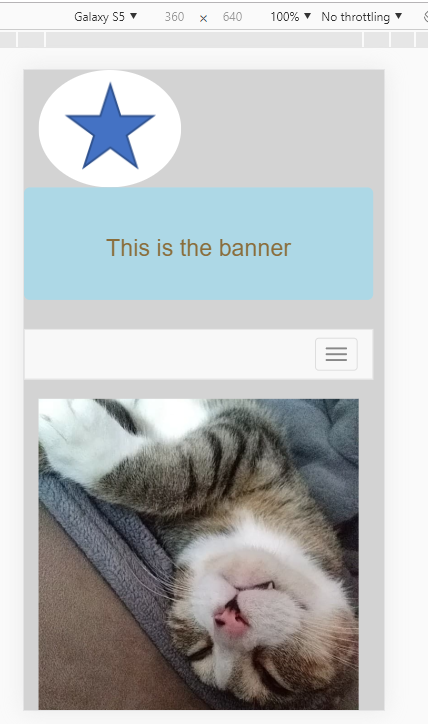 Galaxy S5 ▼ 360 × 640 100% ▼ No throttling ▼
This is the banner